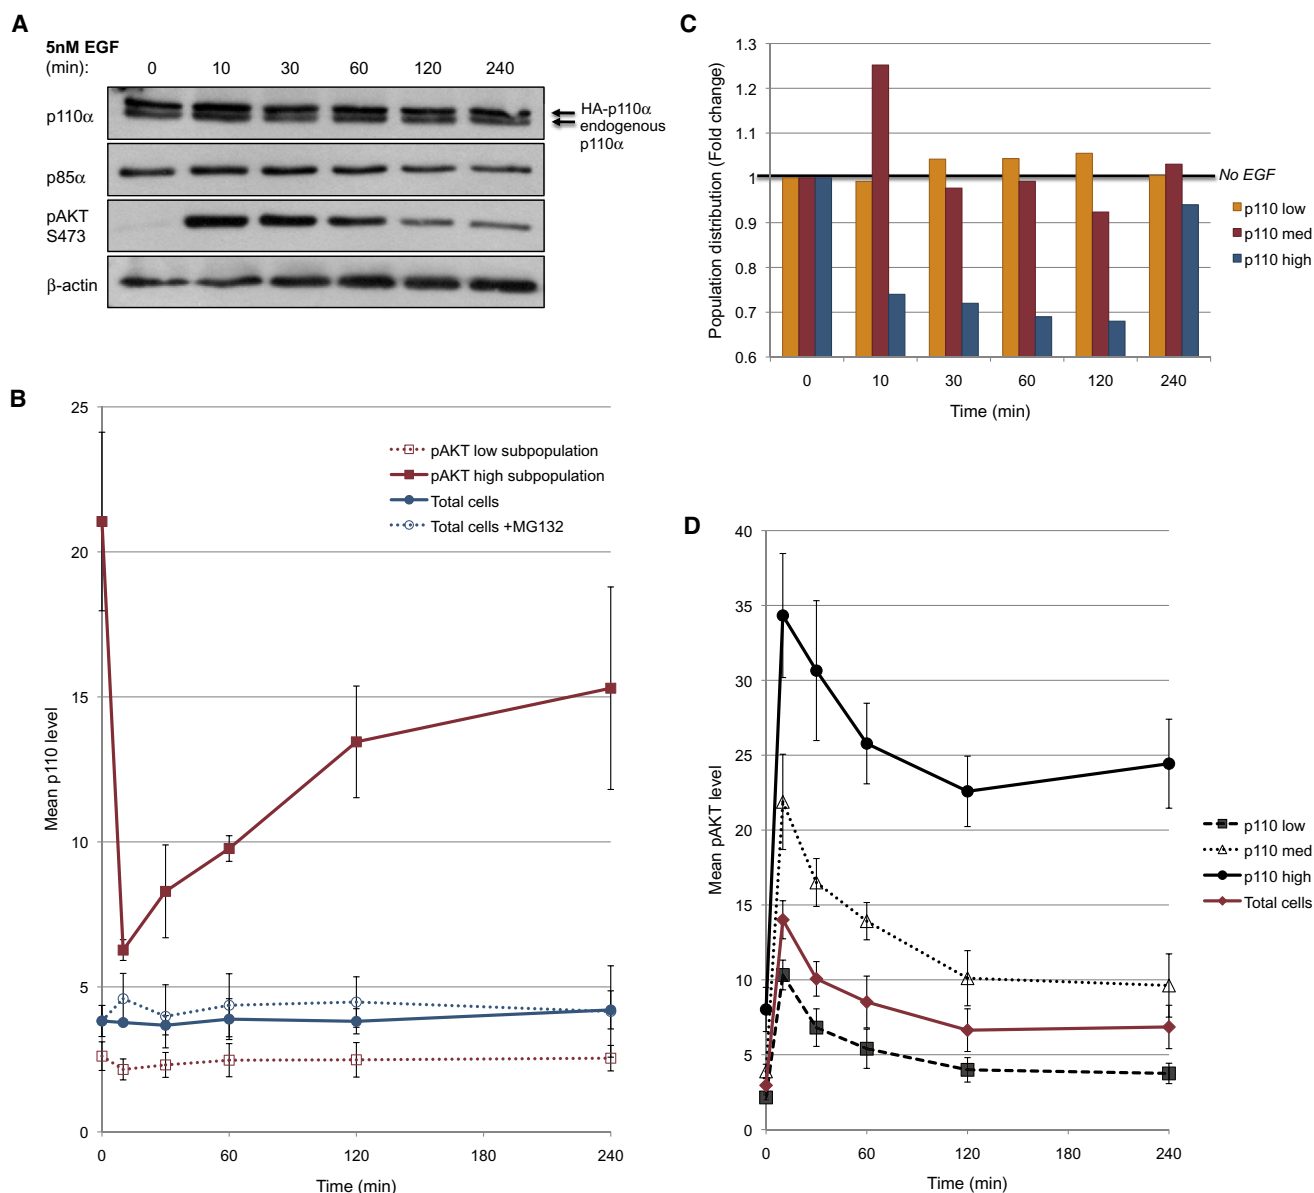 A
5nM EGF
(min): 0 10 30 60 120 240
p110α
HA-p110α
endogenous
p110α
p85α
pAKT
S473
β-actin
B
25
20
15
10
5
0
Mean p110 level
pAKT low subpopulation
pAKT high subpopulation
Total cells
Total cells +MG132
0 60 120 180 240
Time (min)
C
1.3
1.2
1.1
1
0.9
0.8
0.7
0.6
Population distribution (Fold change)
No EGF
p110 low
p110 med
p110 high
0 10 30 60 120 240
Time (min)
D
40
35
30
25
20
15
10
5
0
Mean pAKT level
p110 low
p110 med
p110 high
Total cells
0 60 120 180 240
Time (min)